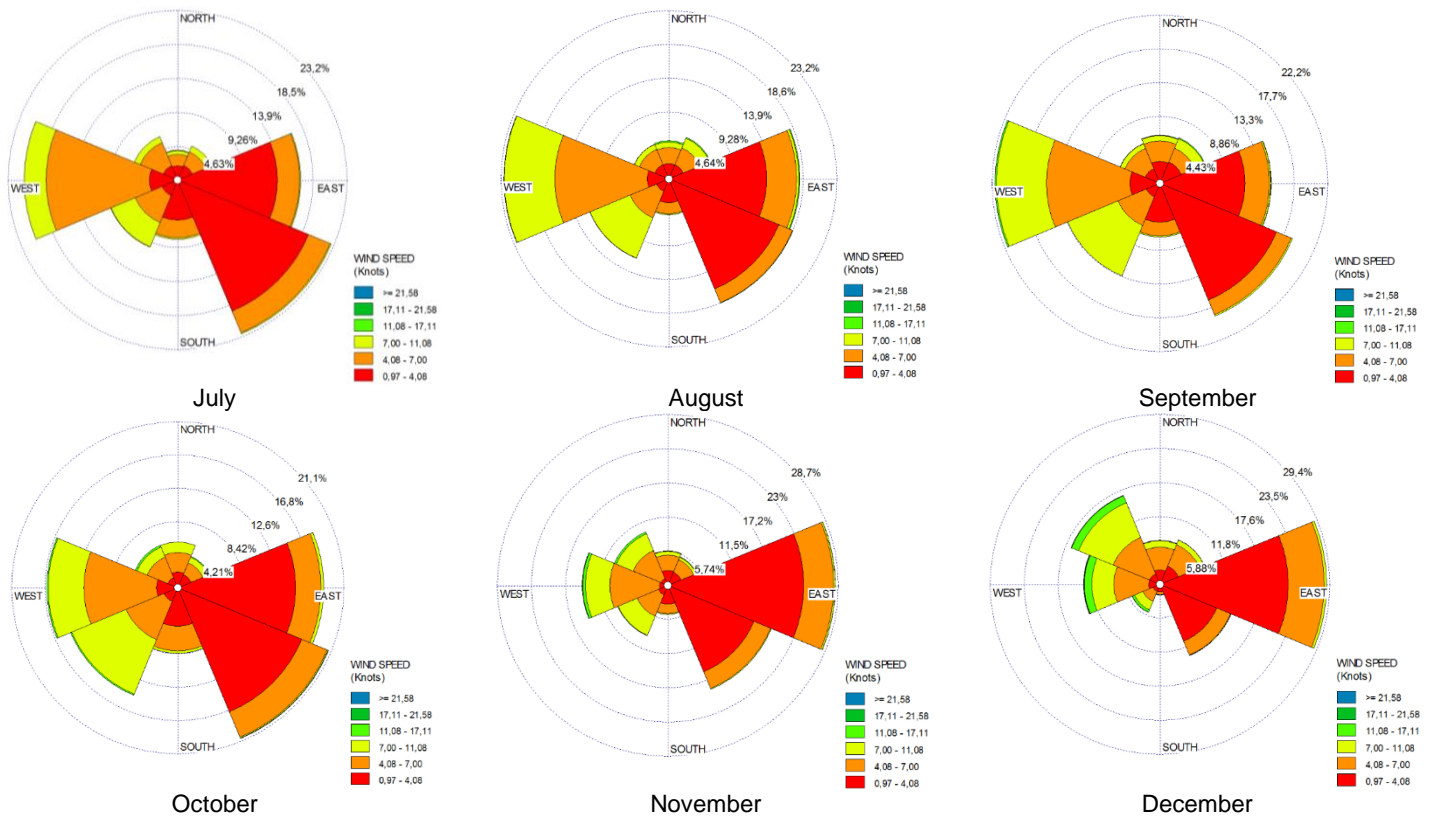 NORTH
23,2%
18,5%
13,9%
9,26%
4,63%
WEST
EAST
SOUTH
WIND SPEED
(Knots)
>= 21,58
17,11 - 21,58
11,08 - 17,11
7,00 - 11,08
4,08 - 7,00
0,97 - 4,08
July
NORTH
23,2%
18,6%
13,9%
9,28%
4,64%
WEST
EAST
SOUTH
WIND SPEED
(Knots)
>= 21,58
17,11 - 21,58
11,08 - 17,11
7,00 - 11,08
4,08 - 7,00
0,97 - 4,08
August
NORTH
22,2%
17,7%
13,3%
8,86%
4,43%
WEST
EAST
SOUTH
WIND SPEED
(Knots)
>= 21,58
17,11 - 21,58
11,08 - 17,11
7,00 - 11,08
4,08 - 7,00
0,97 - 4,08
September
NORTH
21,1%
16,8%
12,6%
8,42%
4,21%
WEST
EAST
SOUTH
WIND SPEED
(Knots)
>= 21,58
17,11 - 21,58
11,08 - 17,11
7,00 - 11,08
4,08 - 7,00
0,97 - 4,08
October
NORTH
28,7%
23%
17,2%
11,5%
5,74%
WEST
EAST
SOUTH
WIND SPEED
(Knots)
>= 21,58
17,11 - 21,58
11,08 - 17,11
7,00 - 11,08
4,08 - 7,00
0,97 - 4,08
November
NORTH
29,4%
23,5%
17,6%
11,8%
5,88%
WEST
EAST
SOUTH
WIND SPEED
(Knots)
>= 21,58
17,11 - 21,58
11,08 - 17,11
7,00 - 11,08
4,08 - 7,00
0,97 - 4,08
December